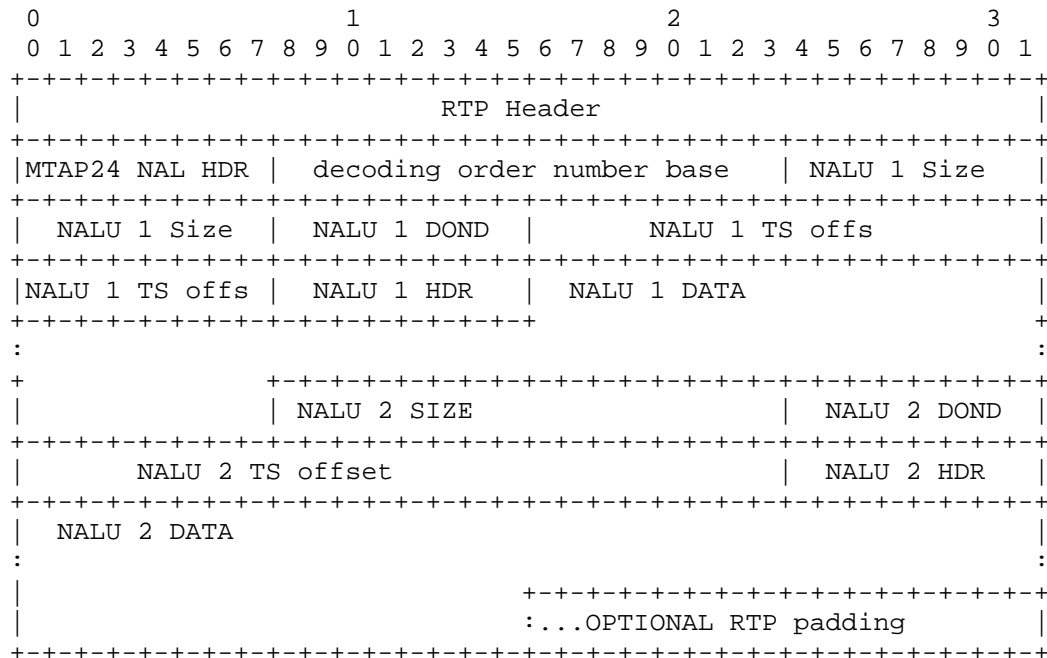 0                   1                   2                   3
 0 1 2 3 4 5 6 7 8 9 0 1 2 3 4 5 6 7 8 9 0 1 2 3 4 5 6 7 8 9 0 1
+-+-+-+-+-+-+-+-+-+-+-+-+-+-+-+-+-+-+-+-+-+-+-+-+-+-+-+-+-+-+-+-+
|                          RTP Header                           |
+-+-+-+-+-+-+-+-+-+-+-+-+-+-+-+-+-+-+-+-+-+-+-+-+-+-+-+-+-+-+-+-+
|MTAP24 NAL HDR |  decoding order number base   | NALU 1 Size   |
+-+-+-+-+-+-+-+-+-+-+-+-+-+-+-+-+-+-+-+-+-+-+-+-+-+-+-+-+-+-+-+-+
|  NALU 1 Size  |  NALU 1 DOND  |       NALU 1 TS offs          |
+-+-+-+-+-+-+-+-+-+-+-+-+-+-+-+-+-+-+-+-+-+-+-+-+-+-+-+-+-+-+-+-+
|NALU 1 TS offs |  NALU 1 HDR   |  NALU 1 DATA                  |
+-+-+-+-+-+-+-+-+-+-+-+-+-+-+-+-+                               +
:                                                               :
+               +-+-+-+-+-+-+-+-+-+-+-+-+-+-+-+-+-+-+-+-+-+-+-+-+
|               | NALU 2 SIZE                   |  NALU 2 DOND  |
+-+-+-+-+-+-+-+-+-+-+-+-+-+-+-+-+-+-+-+-+-+-+-+-+-+-+-+-+-+-+-+-+
|       NALU 2 TS offset                        |  NALU 2 HDR   |
+-+-+-+-+-+-+-+-+-+-+-+-+-+-+-+-+-+-+-+-+-+-+-+-+-+-+-+-+-+-+-+-+
|  NALU 2 DATA                                                  |
:                                                               :
|                               +-+-+-+-+-+-+-+-+-+-+-+-+-+-+-+-+
|                               :...OPTIONAL RTP padding        |
+-+-+-+-+-+-+-+-+-+-+-+-+-+-+-+-+-+-+-+-+-+-+-+-+-+-+-+-+-+-+-+-+